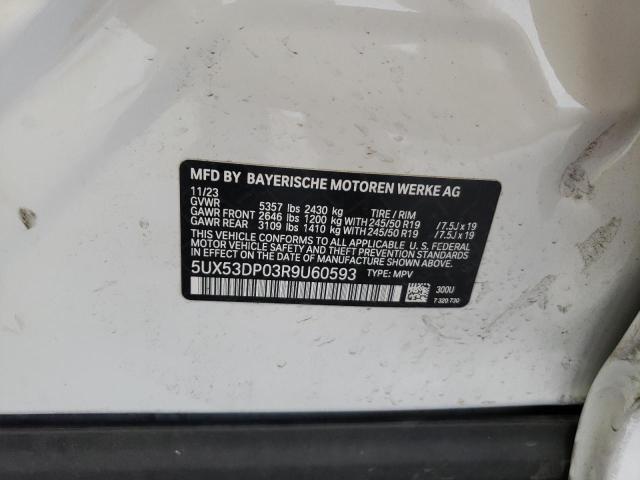 MFD BY BAYERISCHE MOTOREN WERKE AG
11/23
GVWR 5357 lbs 2430 kg TIRE / RIM
GAWR FRONT 2646 lbs 1200 kg WITH 245/50 R19 / 7.5J x 19
GAWR REAR 3109 lbs 1410 kg WITH 245/50 R19 / 7.5J x 19
THIS VEHICLE CONFORMS TO ALL APPLICABLE U. S. FEDERAL
MOTOR VEHICLE SAFETY AND THEFT PREVENTION STANDARDS
IN EFFECT ON THE DATE OF MANUFACTURE SHOWN ABOVE.
5UX53DP03R9U60593 TYPE: MPV
300U
7 320 730